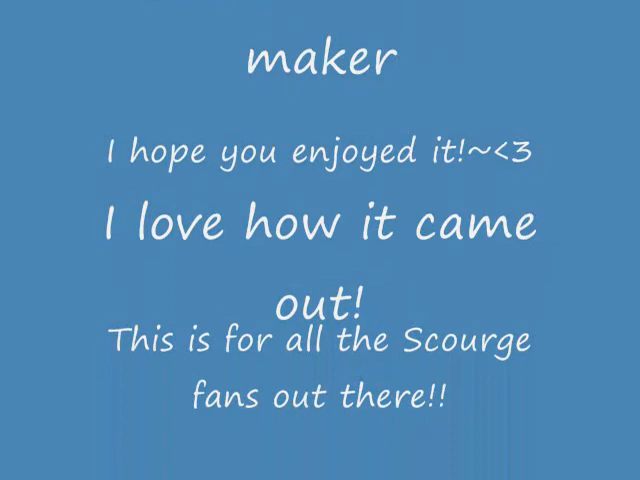 maker
I hope you enjoyed it!~<3
I love how it came
out!
This is for all the Scourge
fans out there!!